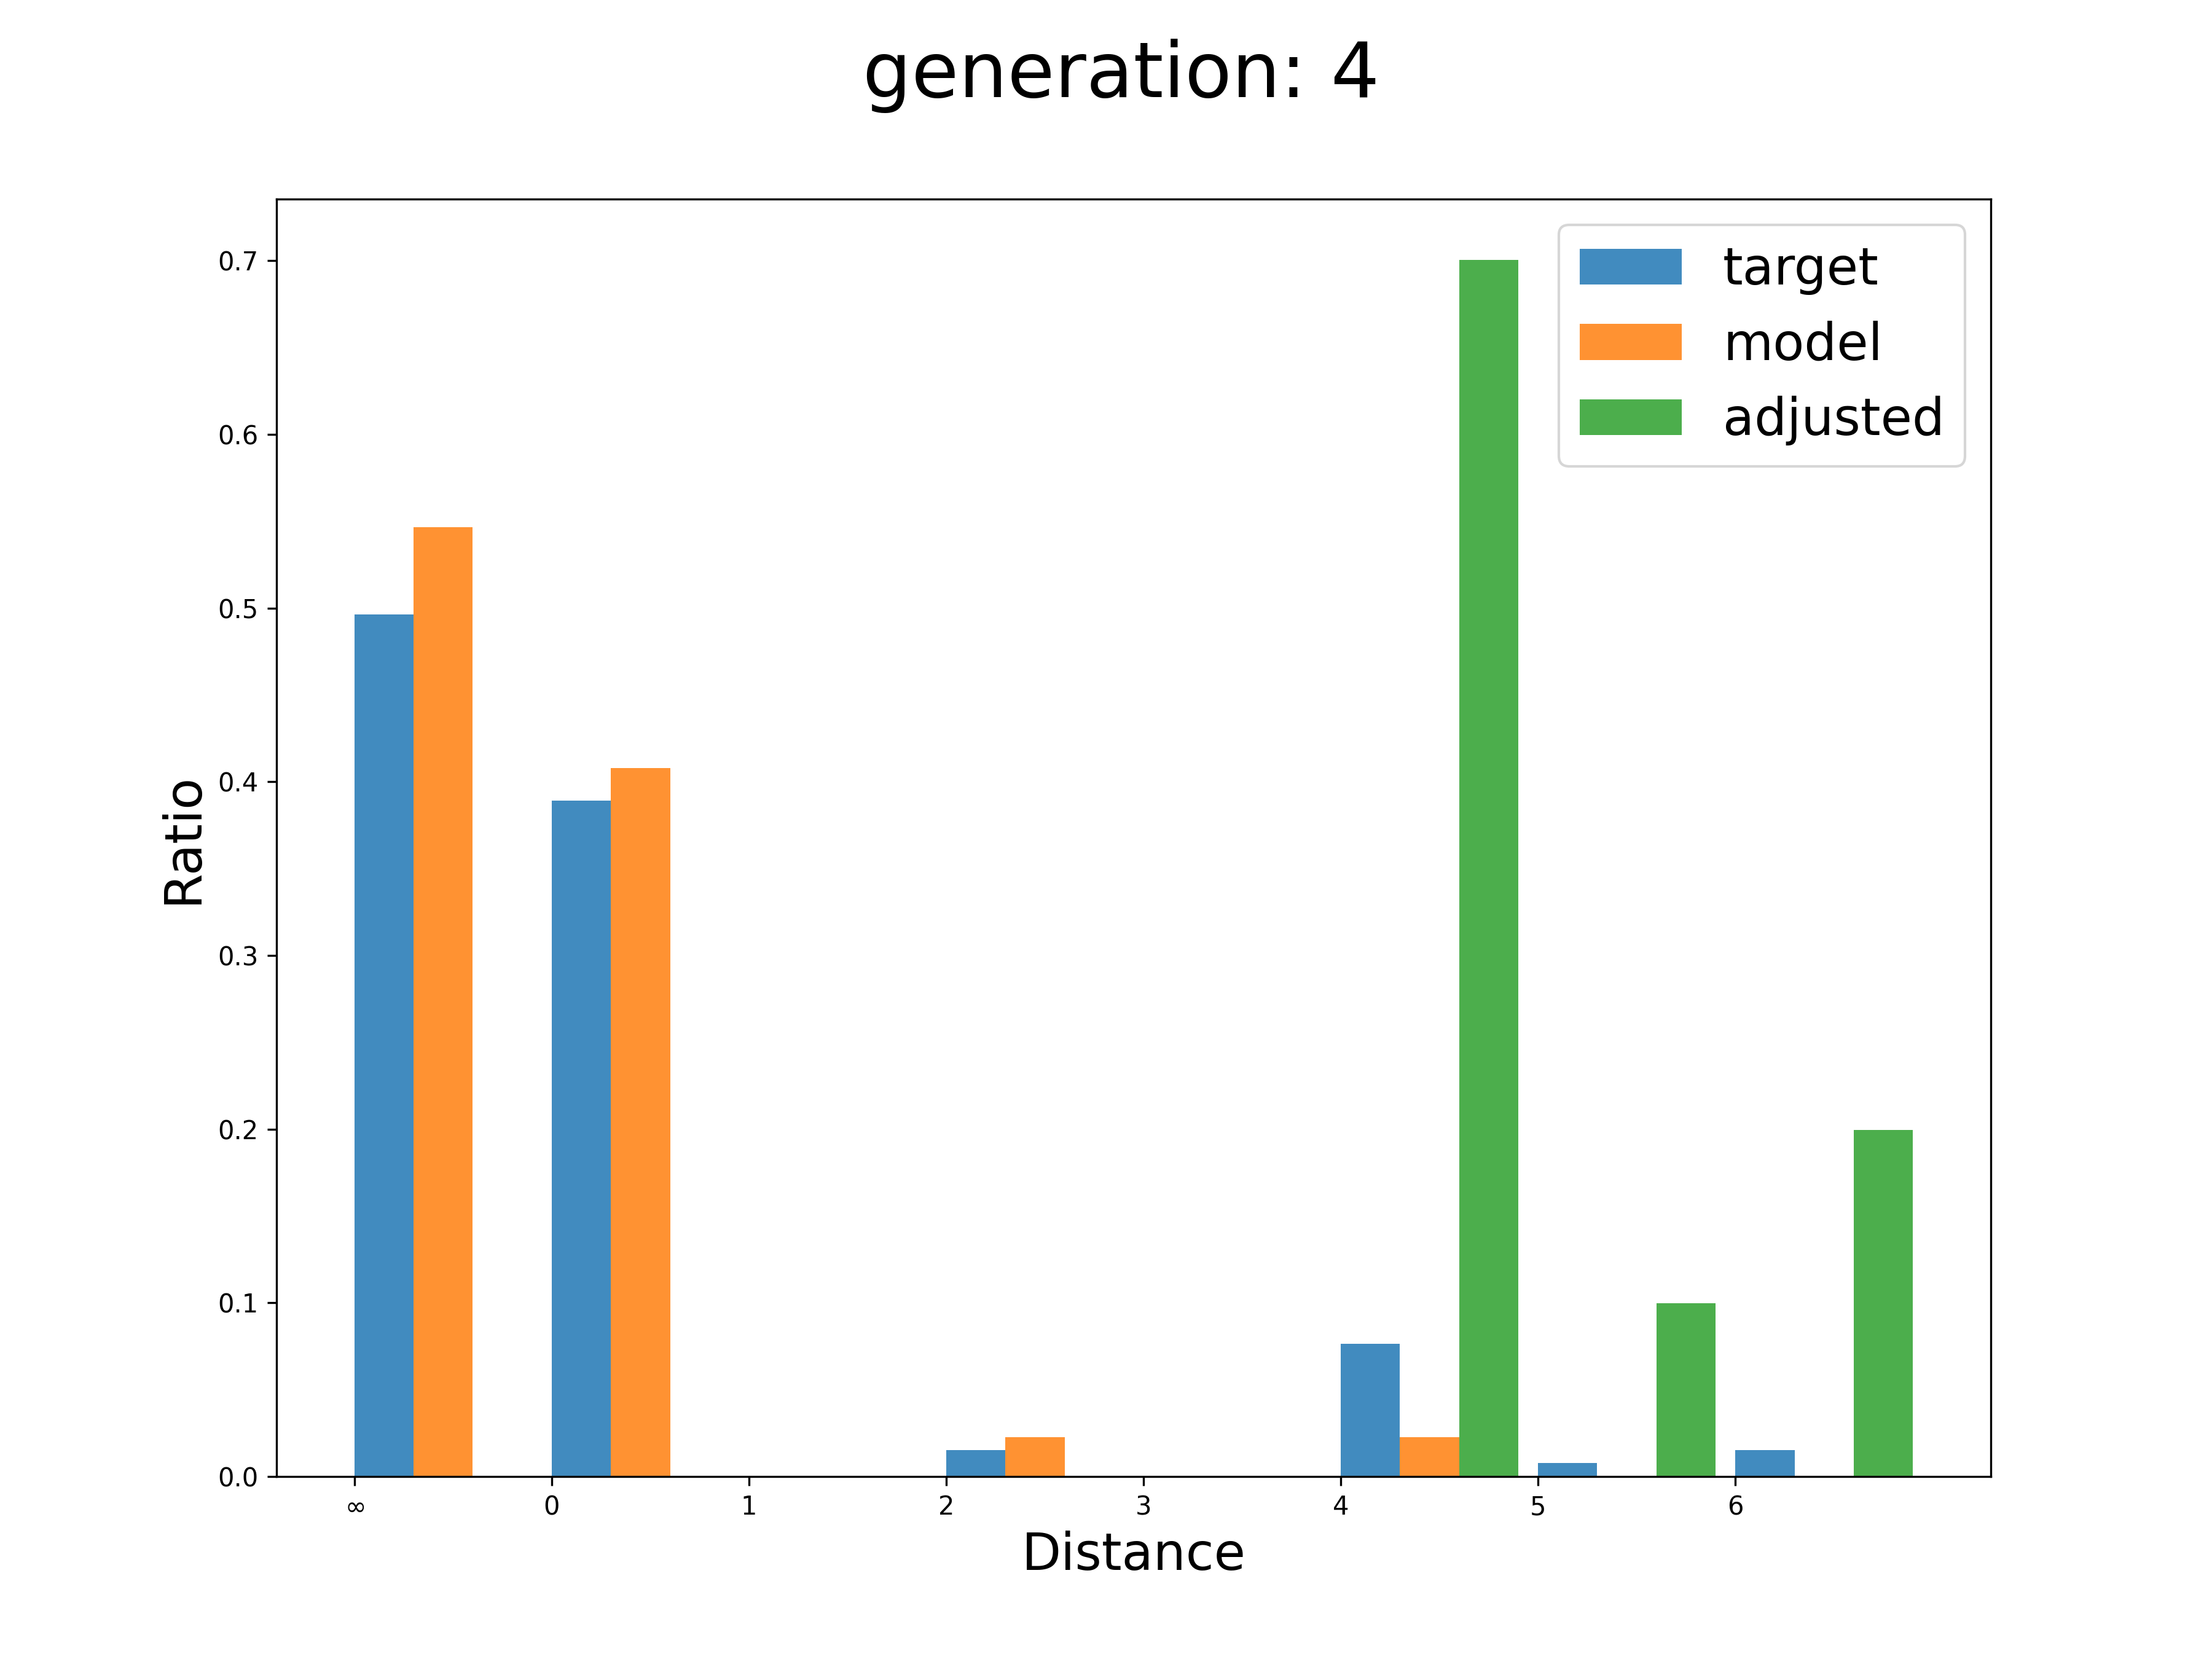 generation: 4
target
model
adjusted
Ratio
0.7
0.6
0.5
0.4
0.3
0.2
0.1
0.0
∞ 0 1 2 3 4 5 6
Distance